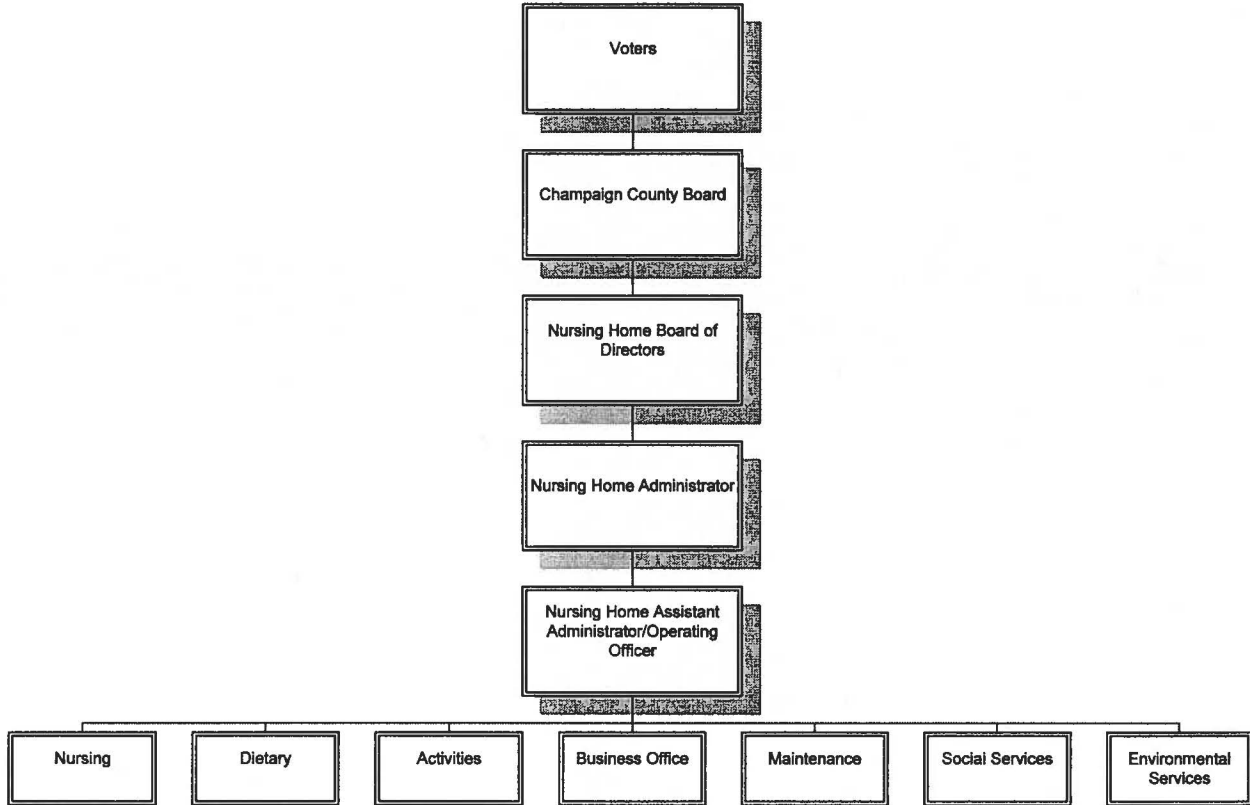 Voters
Champaign County Board
Nursing Home Board of
Directors
Nursing Home Administrator
Nursing Home Assistant
Administrator/Operating
Officer
Nursing
Dietary
Activities
Business Office
Maintenance
Social Services
Environmental
Services